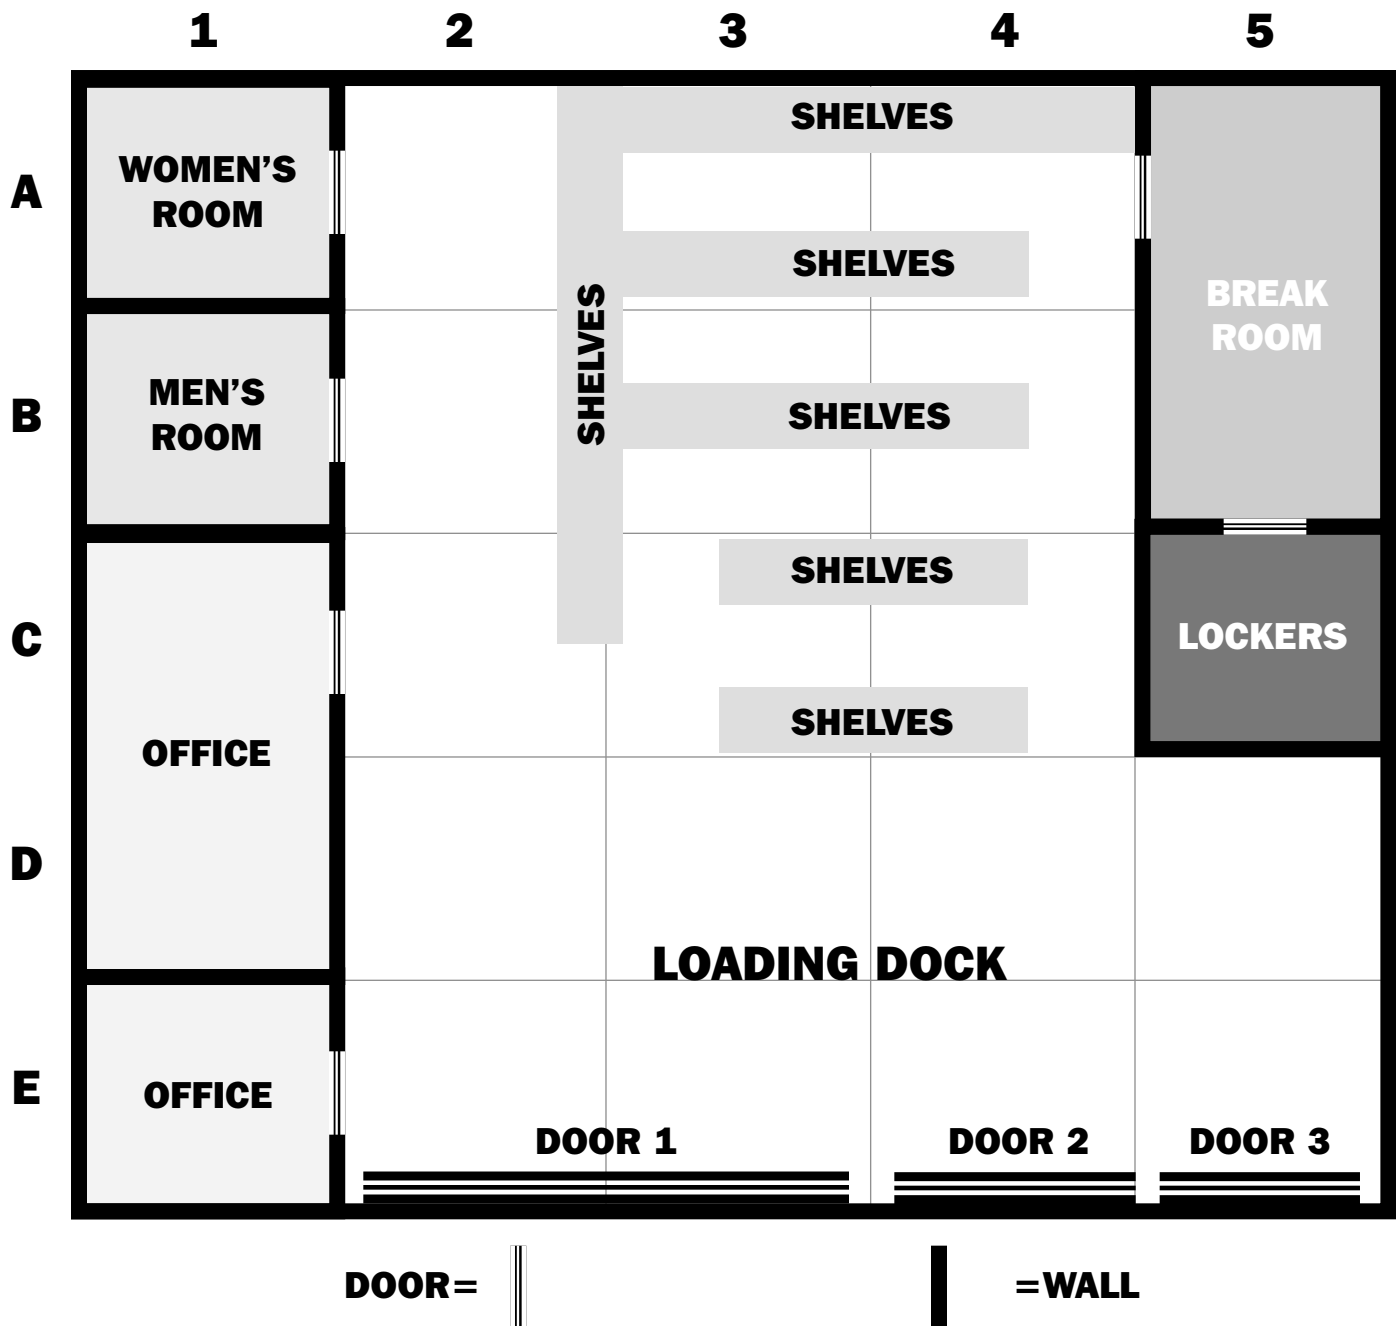 1 2 3 4 5
SHELVES
A
WOMEN’S
ROOM
SHELVES
BREAK
ROOM
SHELVES
B
MEN’S
ROOM
SHELVES
SHELVES
C
LOCKERS
SHELVES
OFFICE
D
LOADING DOCK
E
OFFICE
DOOR 1 DOOR 2 DOOR 3
DOOR= =WALL